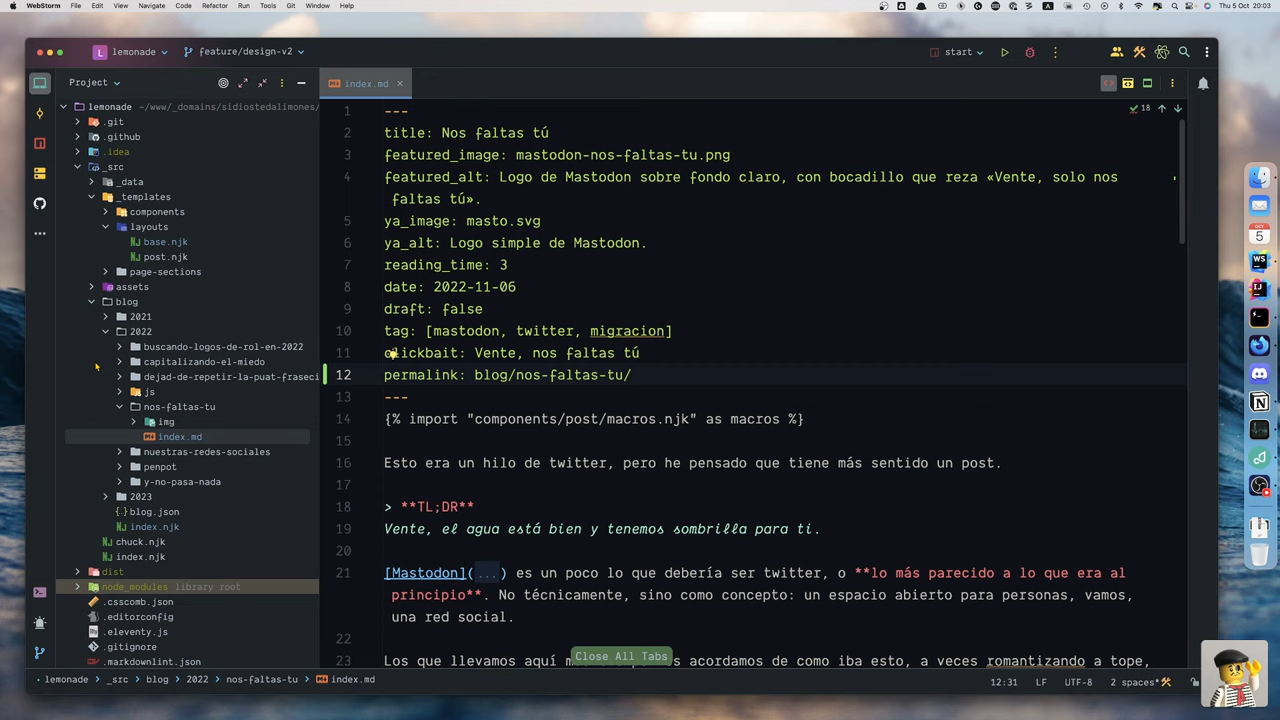 WebStorm File Edit View Navigate Code Refactor Run Tools Git Window Help
Thu 5 Oct 20:03
L lemonade feature/design-v2
start
Project
index.md
lemonade ~/www/_domains/sidiostedalimones/
.git
.github
.idea
_src
_data
_templates
components
layouts
base.njk
post.njk
page-sections
assets
blog
2021
2022
buscando-logos-de-rol-en-2022
capitalizando-el-miedo
dejad-de-repetir-la-puat-fraseci
js
nos-faltas-tu
img
index.md
nuestras-redes-sociales
penpot
y-no-pasa-nada
2023
blog.json
index.njk
chuck.njk
index.njk
dist
node_modules library root
.csscomb.json
.editorconfig
.eleventy.js
.gitignore
.markdownlint.json
18
1 ---
2 title: Nos faltas tú
3 featured_image: mastodon-nos-faltas-tu.png
4 featured_alt: Logo de Mastodon sobre fondo claro, con bocadillo que reza «Vente, solo nos
faltas tú».
5 ya_image: masto.svg
6 ya_alt: Logo simple de Mastodon.
7 reading_time: 3
8 date: 2022-11-06
9 draft: false
10 tag: [mastodon, twitter, migracion]
11 clickbait: Vente, nos faltas tú
12 permalink: blog/nos-faltas-tu/
13 ---
14 {% import "components/post/macros.njk" as macros %}
15
16 Esto era un hilo de twitter, pero he pensado que tiene más sentido un post.
17
18 > **TL;DR**
19 Vente, el agua está bien y tenemos sombrilla para ti.
20
21 [Mastodon](...) es un poco lo que debería ser twitter, o **lo más parecido a lo que era al
principio**. No técnicamente, sino como concepto: un espacio abierto para personas, vamos,
una red social.
22
23 Los que llevamos aquí acordamos de como iba esto, a veces romantizando a tope,
Close All Tabs
lemonade _src blog 2022 nos-faltas-tu index.md
12:31 LF UTF-8 2 spaces*
OCT
5
WS